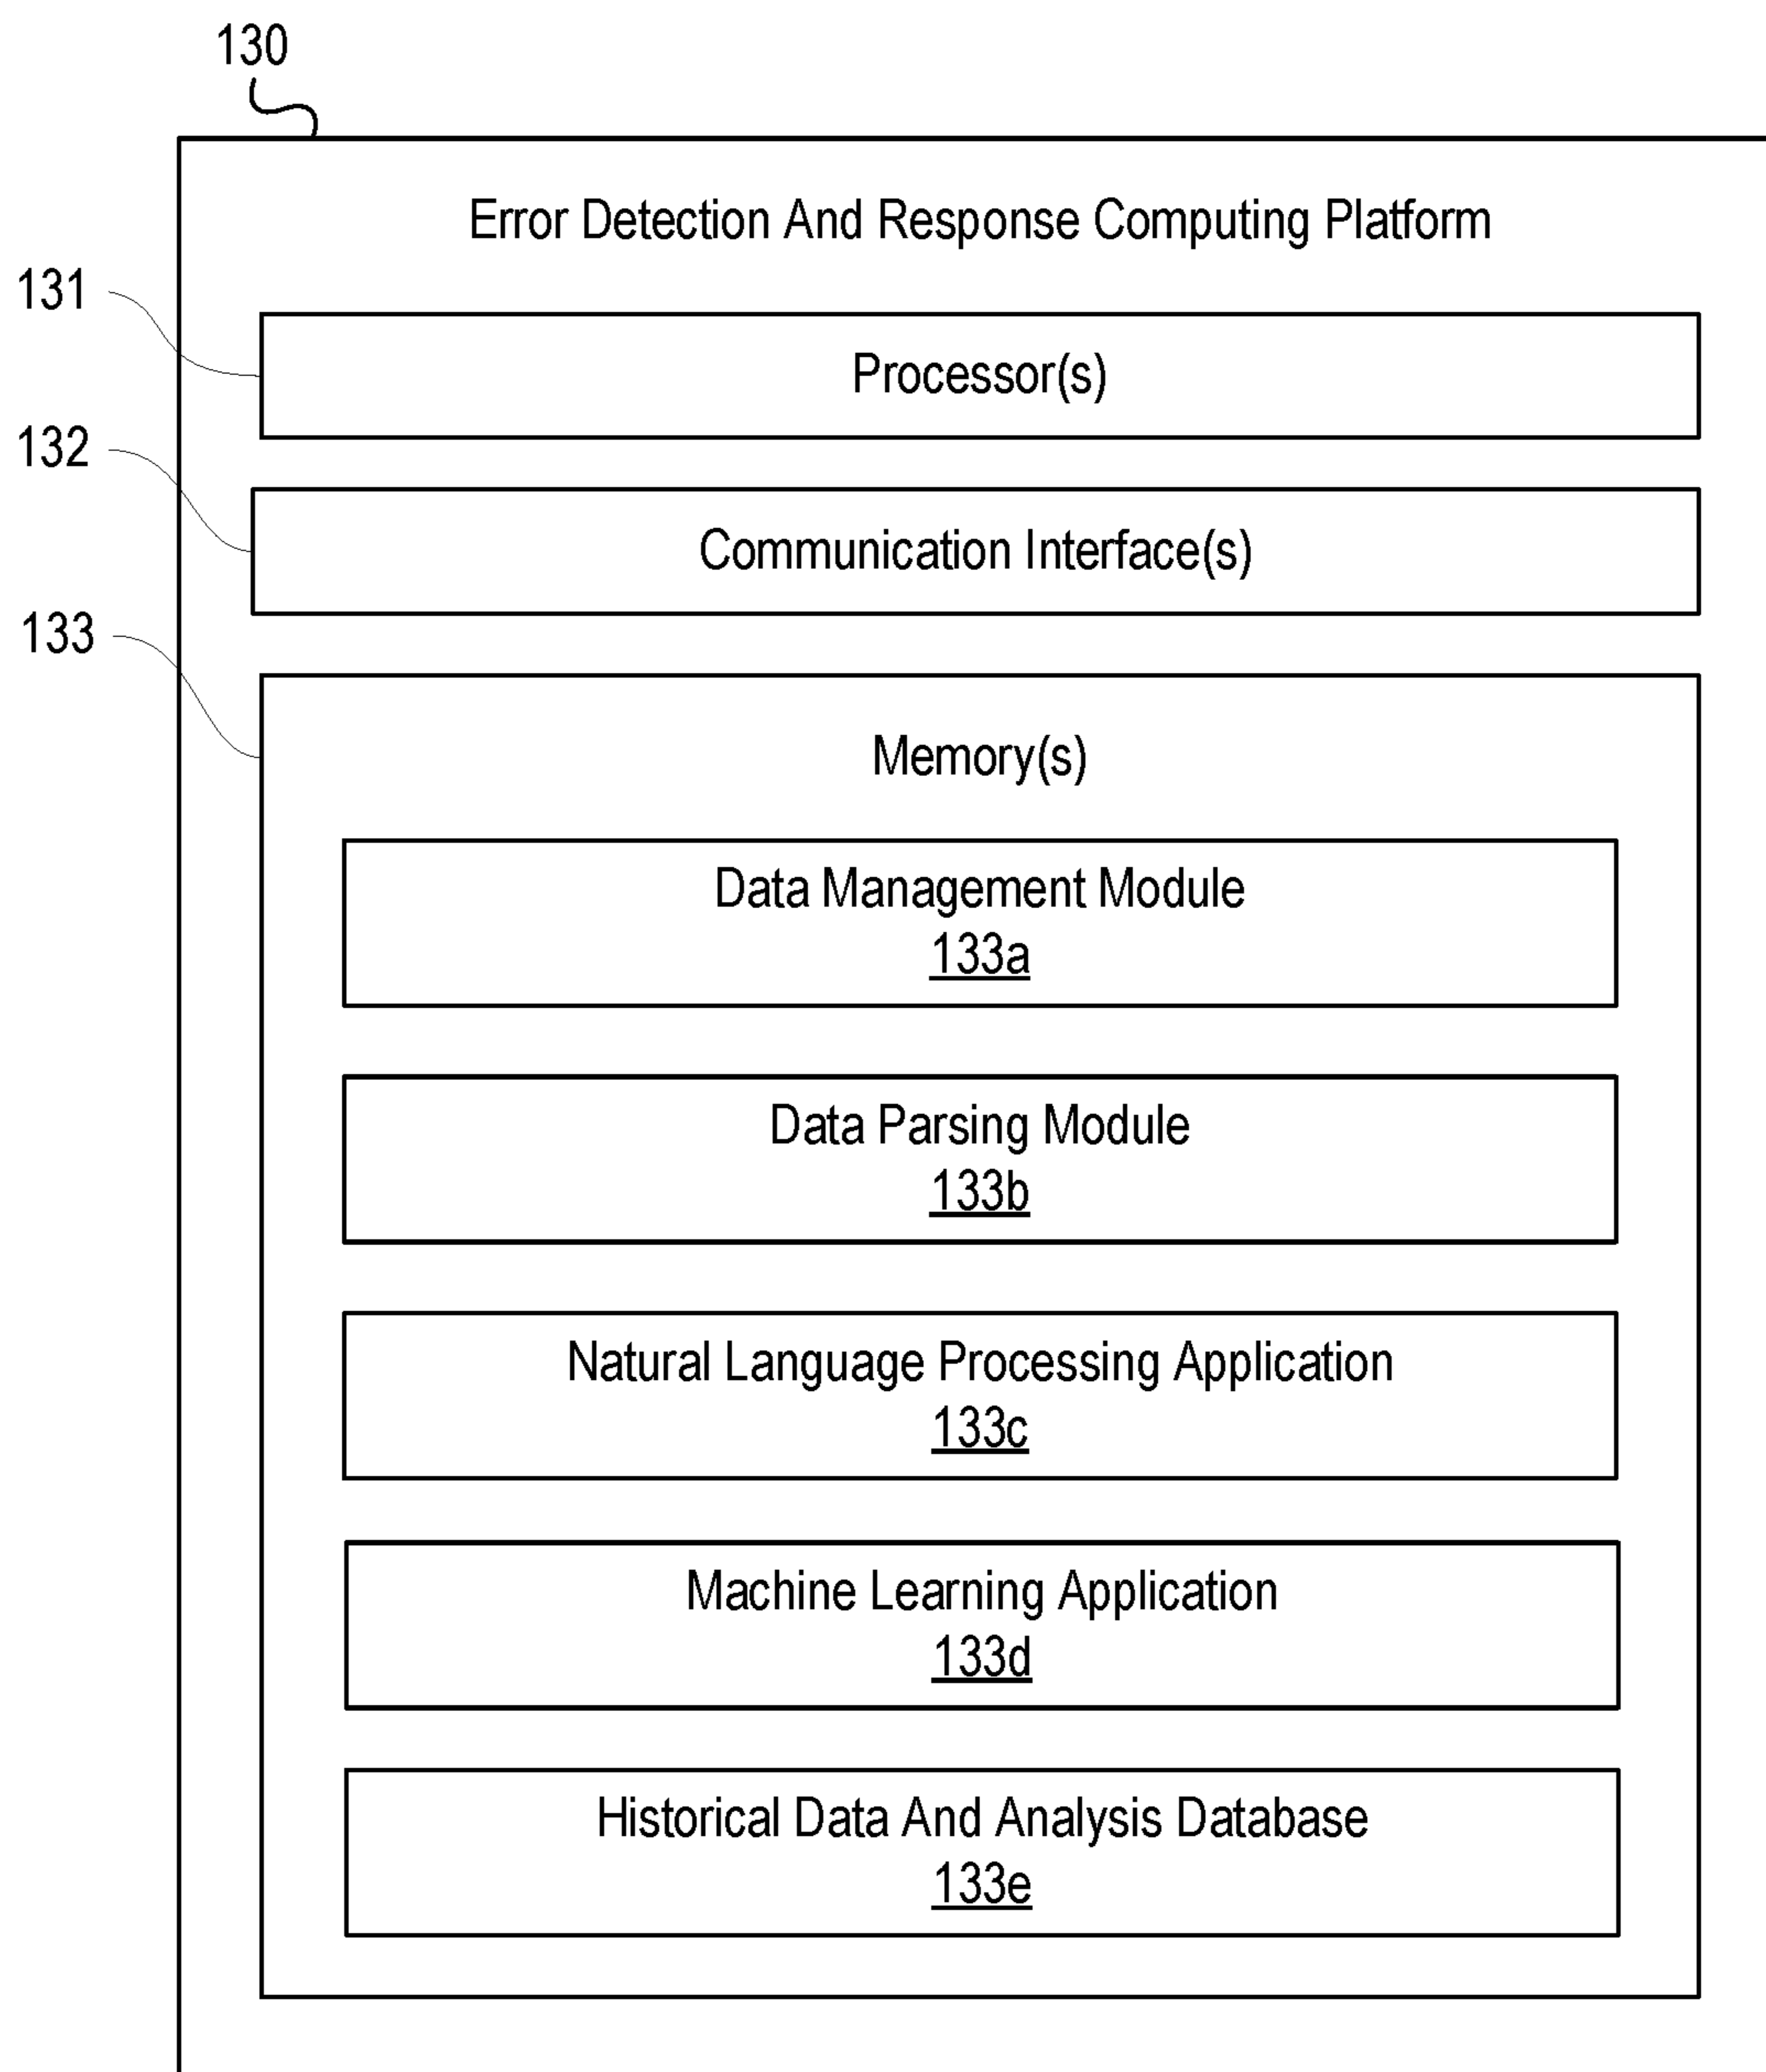 130
Error Detection And Response Computing Platform
131
Processor(s)
132
Communication Interface(s)
133
Memory(s)
Data Management Module
133a
Data Parsing Module
133b
Natural Language Processing Application
133c
Machine Learning Application
133d
Historical Data And Analysis Database
133e